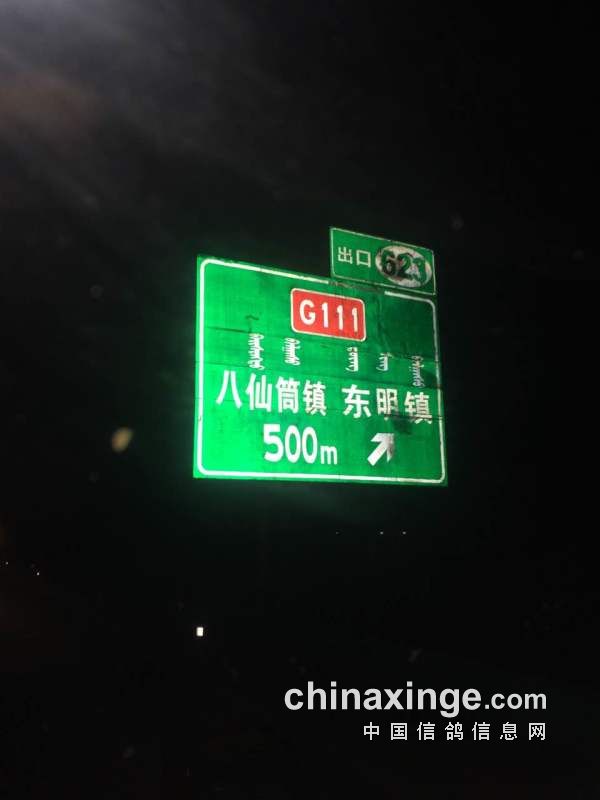 出口 623
G111
八仙筒镇 东明镇
500m
chinaxinge.com
中国信鸽信息网